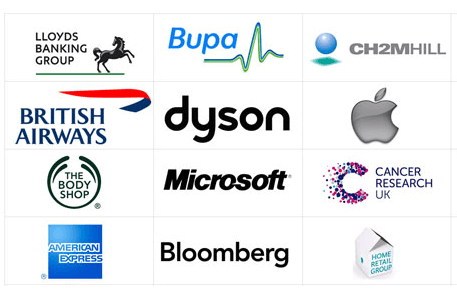 LLOYDS
BANKING
GROUP
Bupa
CH2MHILL
BRITISH
AIRWAYS
dyson
THE
BODY
SHOP
®
Microsoft®
CANCER
RESEARCH
UK
AMERICAN
EXPRESS
®
Bloomberg
HOME
RETAIL
GROUP